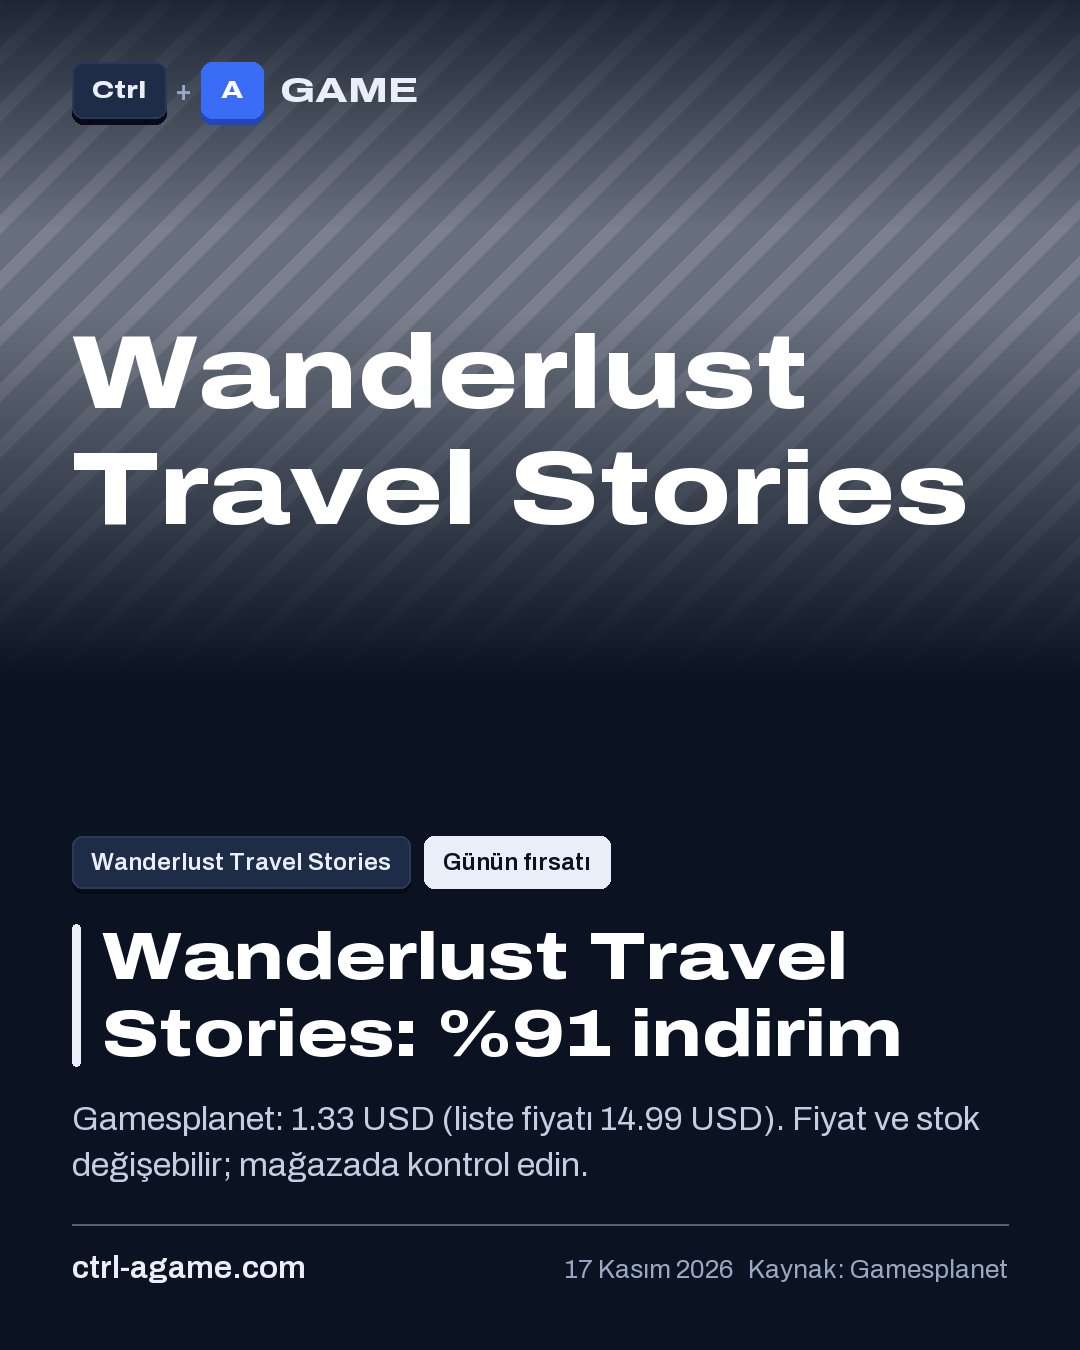 Ctrl + A GAME
Wanderlust
Travel Stories
Wanderlust Travel Stories Günün fırsatı
Wanderlust Travel
Stories: %91 indirim
Gamesplanet: 1.33 USD (liste fiyatı 14.99 USD). Fiyat ve stok
değişebilir; mağazada kontrol edin.
ctrl-agame.com 17 Kasım 2026 Kaynak: Gamesplanet